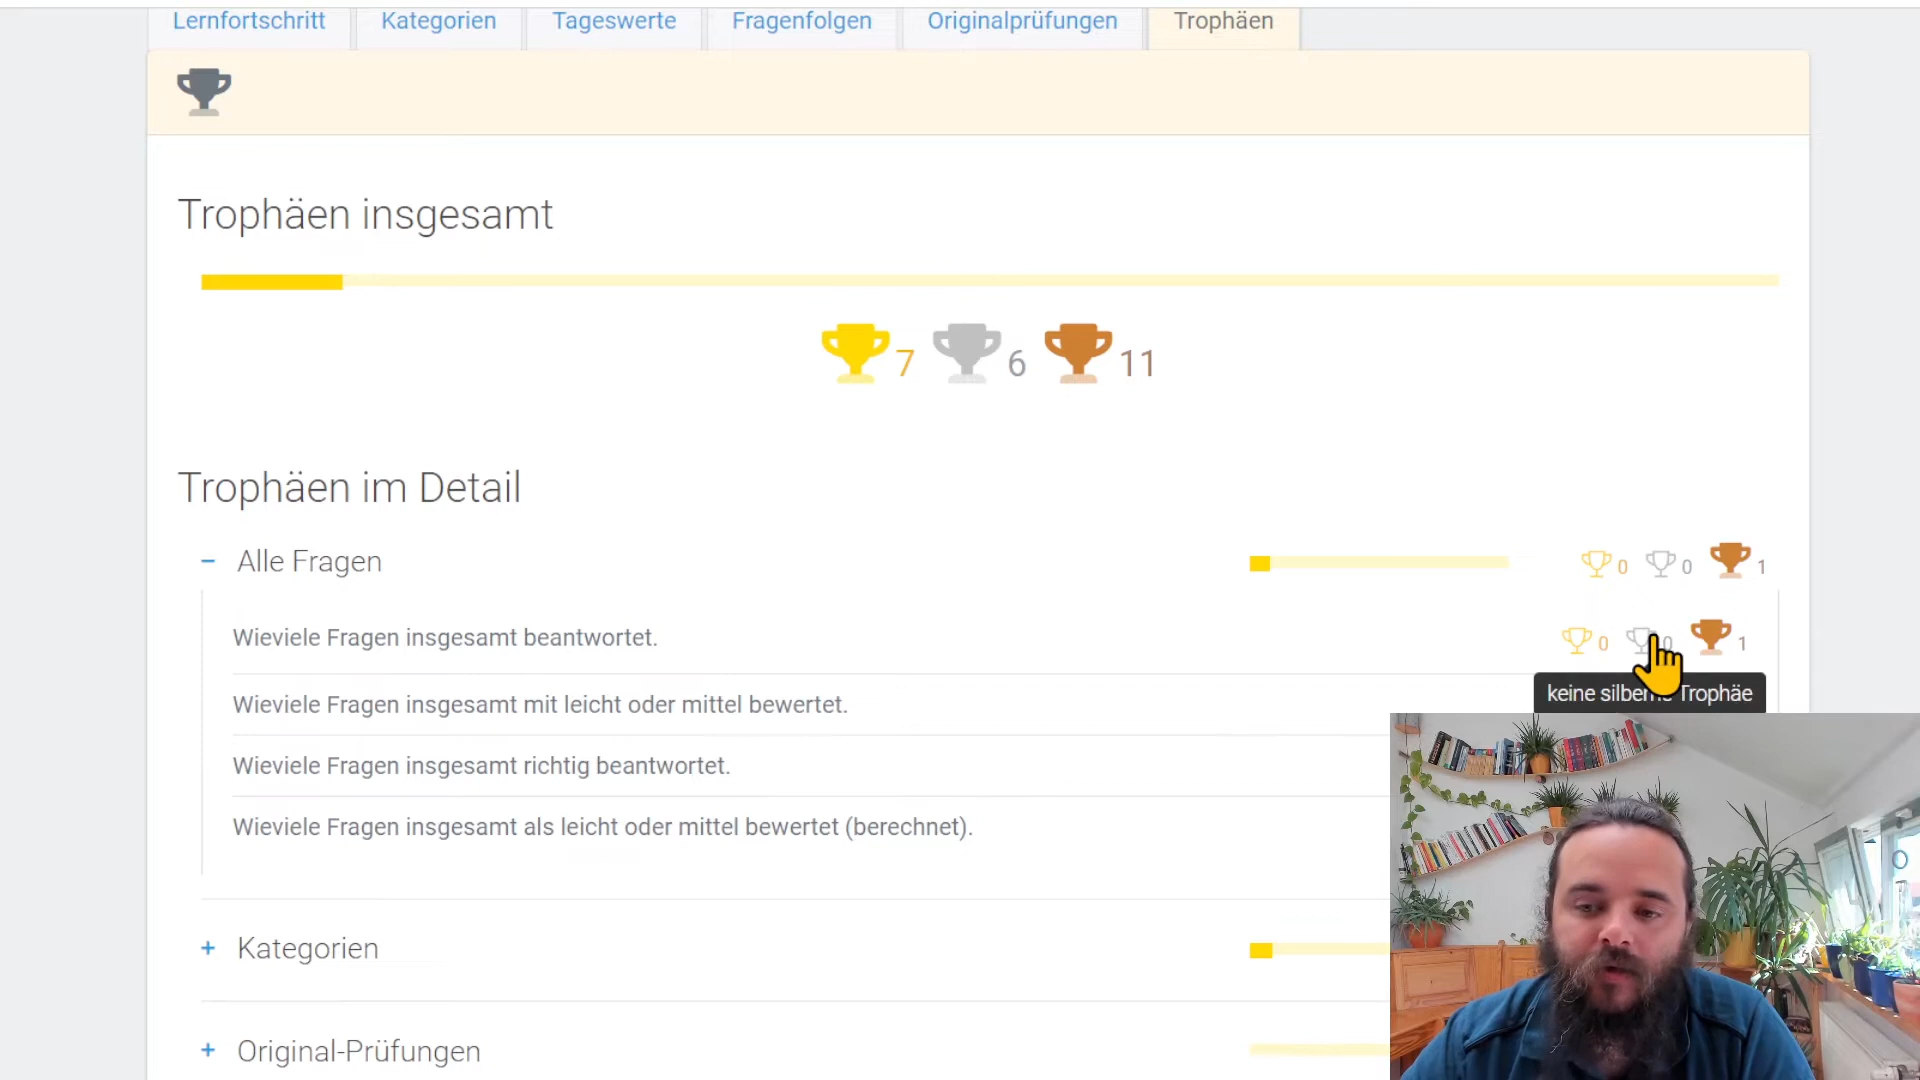 Lernfortschritt Kategorien Tageswerte Fragenfolgen Originalprüfungen Trophäen
Trophäen insgesamt
7 6 11
Trophäen im Detail
− Alle Fragen 0 0 1
Wieviele Fragen insgesamt beantwortet. 0 0 1
keine silberne Trophäe
Wieviele Fragen insgesamt mit leicht oder mittel bewertet.
Wieviele Fragen insgesamt richtig beantwortet.
Wieviele Fragen insgesamt als leicht oder mittel bewertet (berechnet).
+ Kategorien
+ Original-Prüfungen